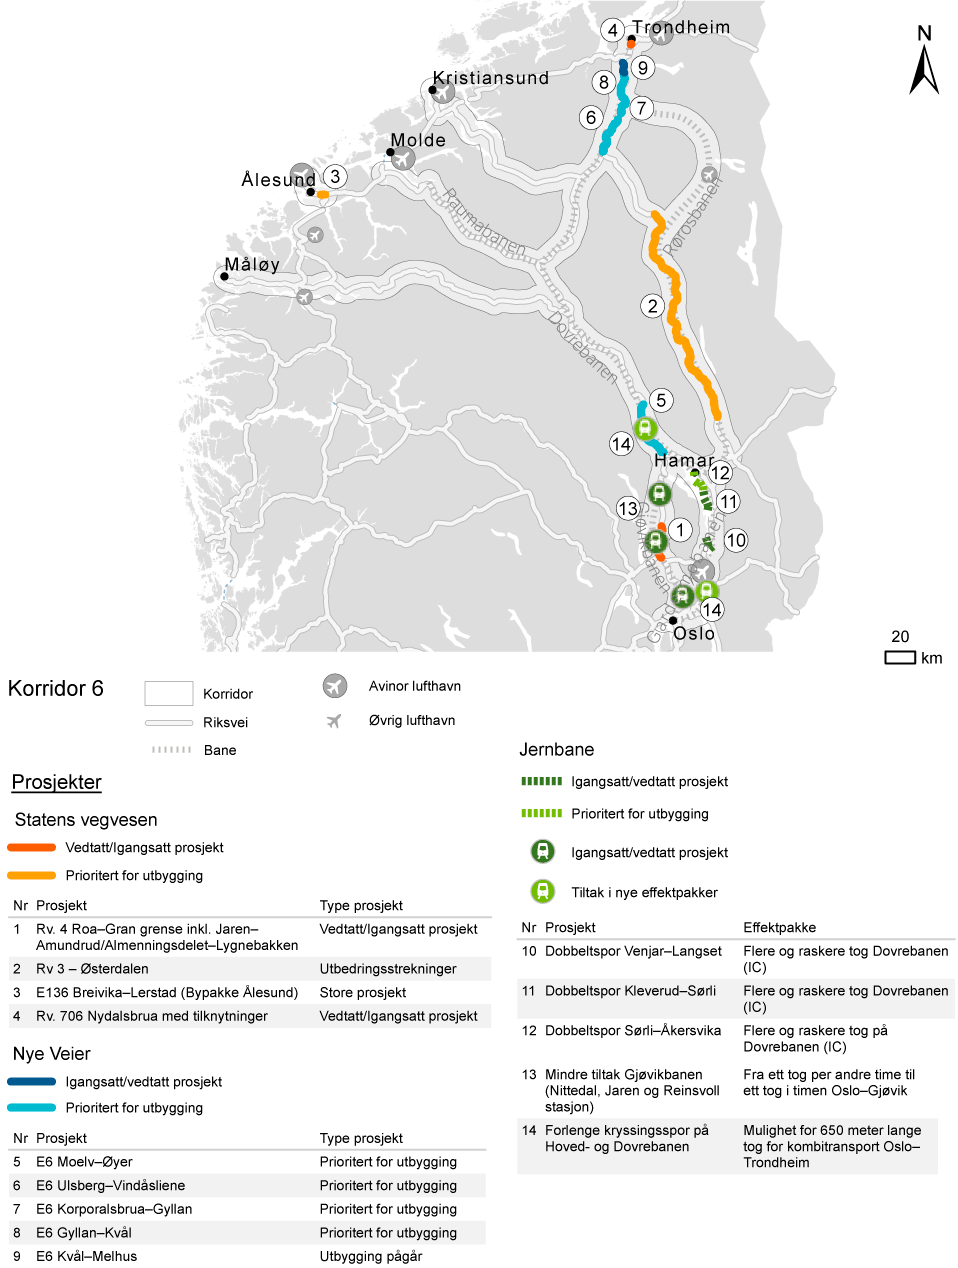 N
4
Trondheim
9
8
Kristiansund
7
6
Molde
3
Ålesund
Raumabanen
Rørosbanen
Måløy
2
Dovrebanen
5
14
Hamar
12
13
11
1
10
Gjøvikbanen
Gardermobanen
14
Oslo
20
km
Korridor 6
Korridor
Riksvei
Bane
Avinor lufthavn
Øvrig lufthavn
Prosjekter
Statens vegvesen
Vedtatt/Igangsatt prosjekt
Prioritert for utbygging
Nr Prosjekt Type prosjekt
1 Rv. 4 Roa–Gran grense inkl. Jaren– Vedtatt/Igangsatt prosjekt
Amundrud/Almenningsdelet–Lygnebakken
2 Rv 3 – Østerdalen Utbedringsstrekninger
3 E136 Breivika–Lerstad (Bypakke Ålesund) Store prosjekt
4 Rv. 706 Nydalsbrua med tilknytninger Vedtatt/Igangsatt prosjekt
Nye Veier
Igangsatt/vedtatt prosjekt
Prioritert for utbygging
Nr Prosjekt Type prosjekt
5 E6 Moelv–Øyer Prioritert for utbygging
6 E6 Ulsberg–Vindåsliene Prioritert for utbygging
7 E6 Korporalsbrua–Gyllan Prioritert for utbygging
8 E6 Gyllan–Kvål Prioritert for utbygging
9 E6 Kvål–Melhus Utbygging pågår
Jernbane
Igangsatt/vedtatt prosjekt
Prioritert for utbygging
Igangsatt/vedtatt prosjekt
Tiltak i nye effektpakker
Nr Prosjekt Effektpakke
10 Dobbeltspor Venjar–Langset Flere og raskere tog Dovrebanen
(IC)
11 Dobbeltspor Kleverud–Sørli Flere og raskere tog Dovrebanen
(IC)
12 Dobbeltspor Sørli–Åkersvika Flere og raskere tog på
Dovrebanen (IC)
13 Mindre tiltak Gjøvikbanen Fra ett tog per andre time til
(Nittedal, Jaren og Reinsvoll ett tog i timen Oslo–Gjøvik
stasjon)
14 Forlenge kryssingsspor på Mulighet for 650 meter lange
Hoved- og Dovrebanen tog for kombitransport Oslo–
Trondheim